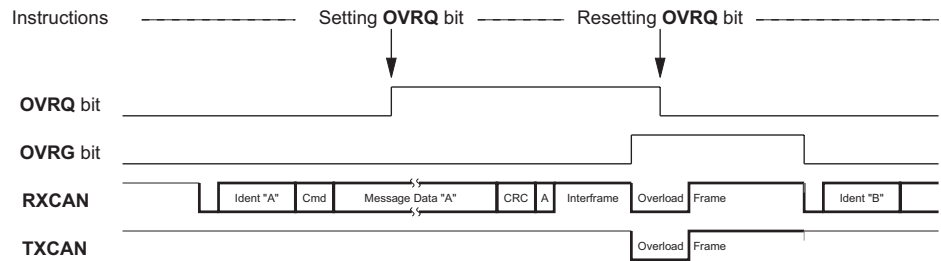 Instructions Setting OVRQ bit Resetting OVRQ bit
OVRQ bit
OVRG bit
RXCAN Ident "A" Cmd Message Data "A" CRC A Interframe Overload Frame Ident "B"
TXCAN Overload Frame